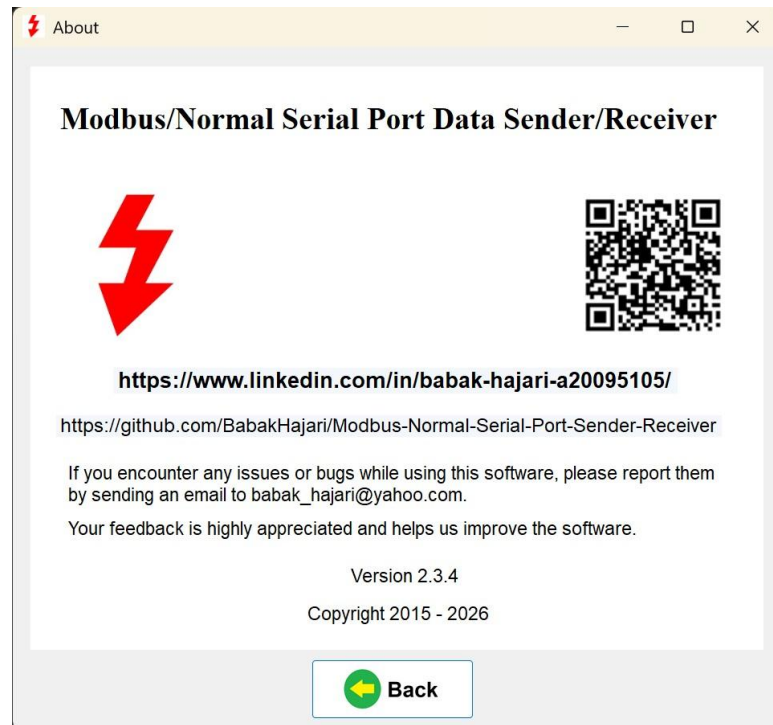 About
Modbus/Normal Serial Port Data Sender/Receiver
https://www.linkedin.com/in/babak-hajari-a20095105/
https://github.com/BabakHajari/Modbus-Normal-Serial-Port-Sender-Receiver
If you encounter any issues or bugs while using this software, please report them
by sending an email to babak_hajari@yahoo.com.
Your feedback is highly appreciated and helps us improve the software.
Version 2.3.4
Copyright 2015 - 2026
Back